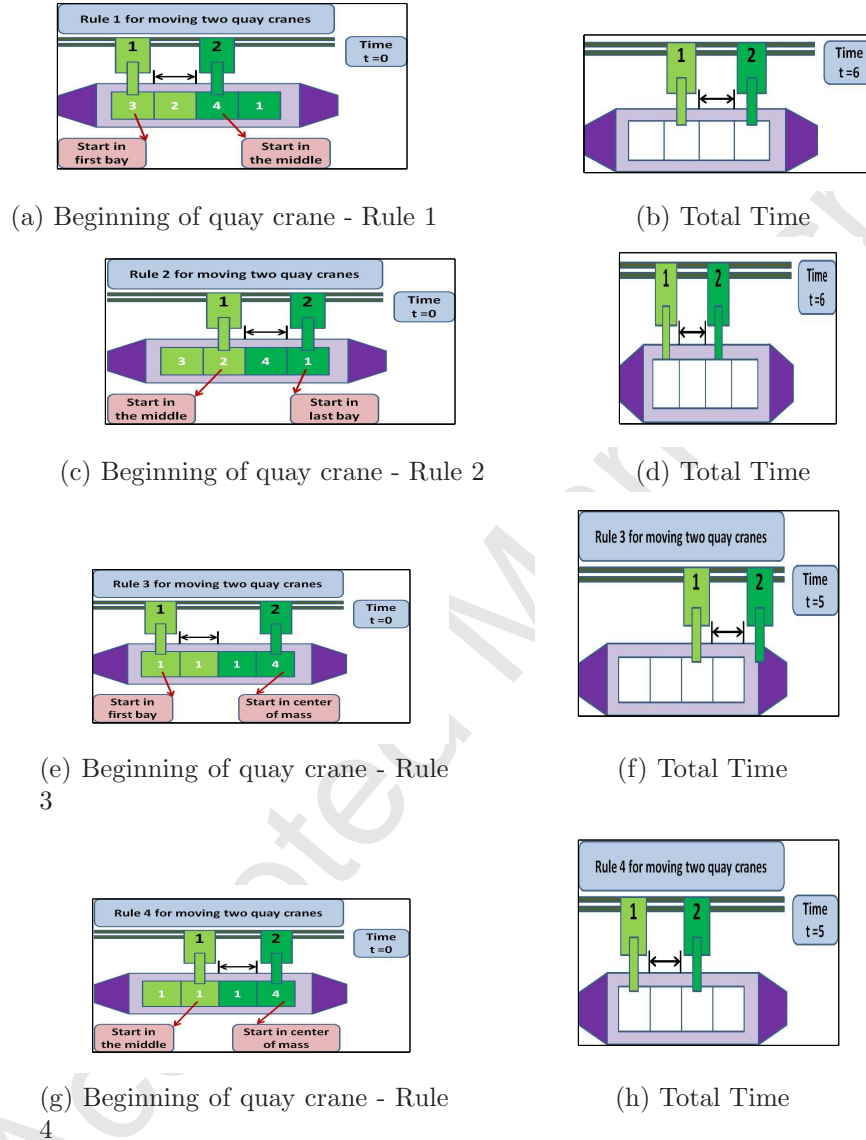 Rule 1 for moving two quay cranes
1 2
Time
t =0
3 2 4 1
Start in
first bay
Start in
the middle
1 2
Time
t=6
(a) Beginning of quay crane - Rule 1
(b) Total Time
Rule 2 for moving two quay cranes
1 2
Time
t=0
3 2 4 1
Start in
the middle
Start in
last bay
1 2
Time
t=6
(c) Beginning of quay crane - Rule 2
(d) Total Time
Rule 3 for moving two quay cranes
1 2
Time
t=0
1 1 1 4
Start in
first bay
Start in center
of mass
Rule 3 for moving two quay cranes
1 2
Time
t=5
(e) Beginning of quay crane - Rule
3
(f) Total Time
Rule 4 for moving two quay cranes
1 2
Time
t=0
1 1 1 4
Start in
the middle
Start in center
of mass
Rule 4 for moving two quay cranes
1 2
Time
t=5
(g) Beginning of quay crane - Rule
4
(h) Total Time